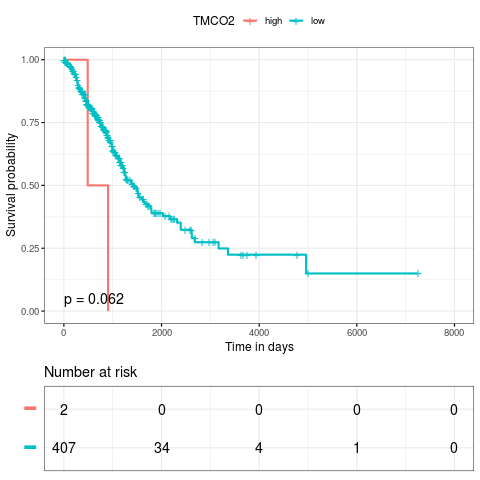 TMCO2 high low
1.00
0.75
0.50
0.25
0.00
Survival probability
p = 0.062
0 2000 4000 6000 8000
Time in days
Number at risk
2 0 0 0 0
407 34 4 1 0